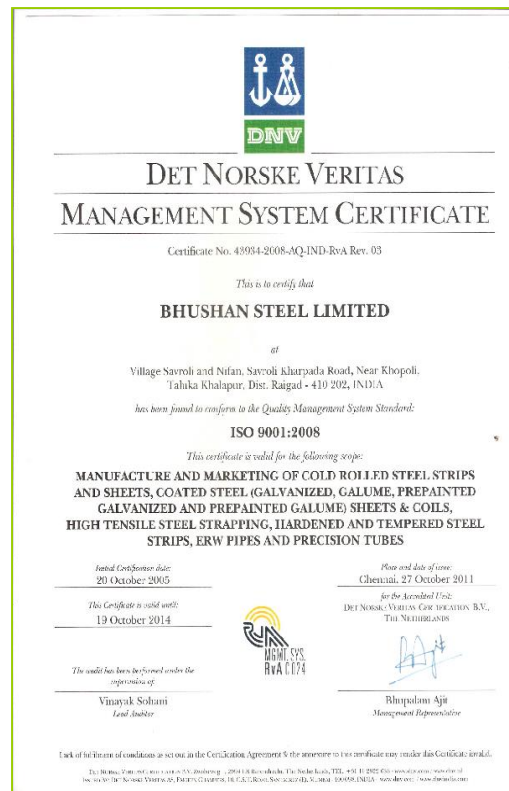 DNV
DET NORSKE VERITAS
MANAGEMENT SYSTEM CERTIFICATE
Certificate No. 43934-2008-AQ-IND-RvA Rev. 03
This is to certify that
BHUSHAN STEEL LIMITED
at
Village Savroli and Nifan, Savroli Kharpada Road, Near Khopoli,
Taluka Khalapur, Dist. Raigad - 410 202, INDIA
has been found to conform to the Quality Management System Standard:
ISO 9001:2008
This certificate is valid for the following scope:
MANUFACTURE AND MARKETING OF COLD ROLLED STEEL STRIPS
AND SHEETS, COATED STEEL (GALVANIZED, GALUME, PREPAINTED
GALVANIZED AND PREPAINTED GALUME) SHEETS & COILS,
HIGH TENSILE STEEL STRAPPING, HARDENED AND TEMPERED STEEL
STRIPS, ERW PIPES AND PRECISION TUBES
Initial Certification date:
20 October 2005
This Certificate is valid until:
19 October 2014
The audit has been performed under the
supervision of
Vinayak Sohani
Lead Auditor
RvA
MGMT. SYS.
RvA C024
Place and date of issue:
Chennai, 27 October 2011
for the Accredited Unit:
DET NORSKE VERITAS CERTIFICATION B.V.,
THE NETHERLANDS
Bhupalam Ajit
Management Representative
Lack of fulfilment of conditions as set out in the Certification Agreement & the annexure to this certificate may render this Certificate invalid.